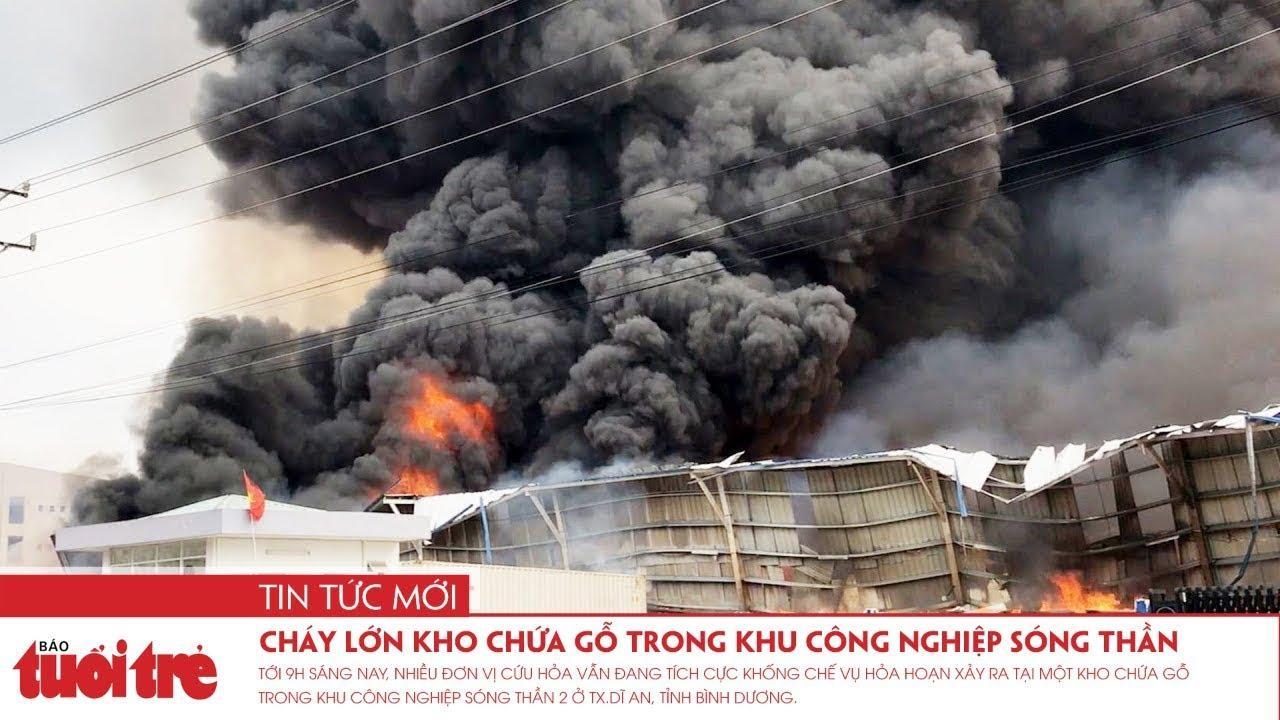 TIN TỨC MỚI
BÁO
tuổi trẻ
CHÁY LỚN KHO CHỨA GỖ TRONG KHU CÔNG NGHIỆP SÓNG THẦN
TỚI 9H SÁNG NAY, NHIỀU ĐƠN VỊ CỨU HỎA VẪN ĐANG TÍCH CỰC KHỐNG CHẾ VỤ HỎA HOẠN XẢY RA TẠI MỘT KHO CHỨA GỖ
TRONG KHU CÔNG NGHIỆP SÓNG THẦN 2 Ở TX.DĨ AN, TỈNH BÌNH DƯƠNG.